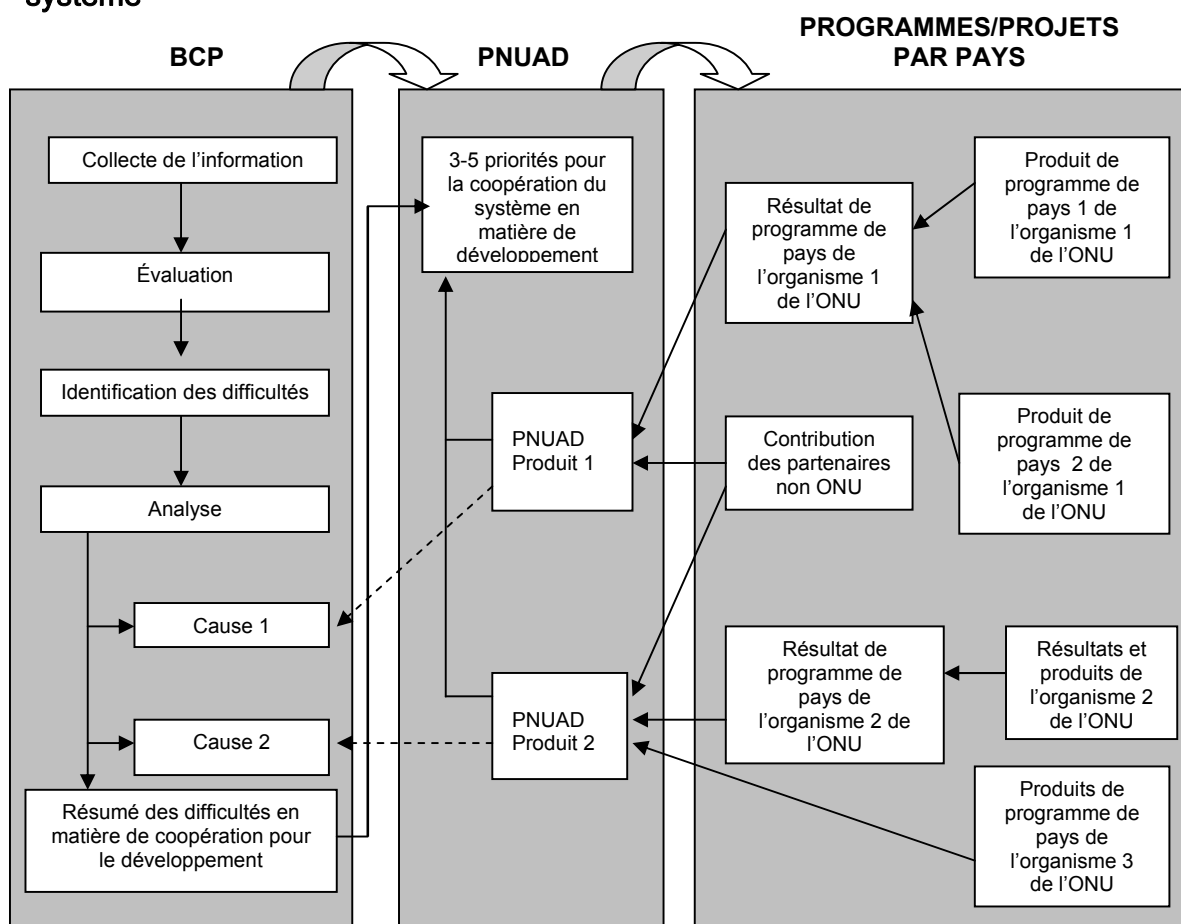 système
BCP
PNUAD
PROGRAMMES/PROJETS
PAR PAYS
Collecte de l’information
Évaluation
Identification des difficultés
Analyse
Cause 1
Cause 2
Résumé des difficultés en
matière de coopération pour
le développement
3-5 priorités pour
la coopération du
système en
matière de
développement
PNUAD
Produit 1
PNUAD
Produit 2
Résultat de
programme de
pays de
l’organisme 1
de l’ONU
Contribution
des partenaires
non ONU
Résultat de
programme de
pays de
l’organisme 2 de
l’ONU
Produit de
programme de
pays 1 de
l’organisme 1
de l’ONU
Produit de
programme de
pays 2 de
l’organisme 1
de l’ONU
Résultats et
produits de
l’organisme 2
de l’ONU
Produits de
programme de
pays de
l’organisme 3
de l’ONU